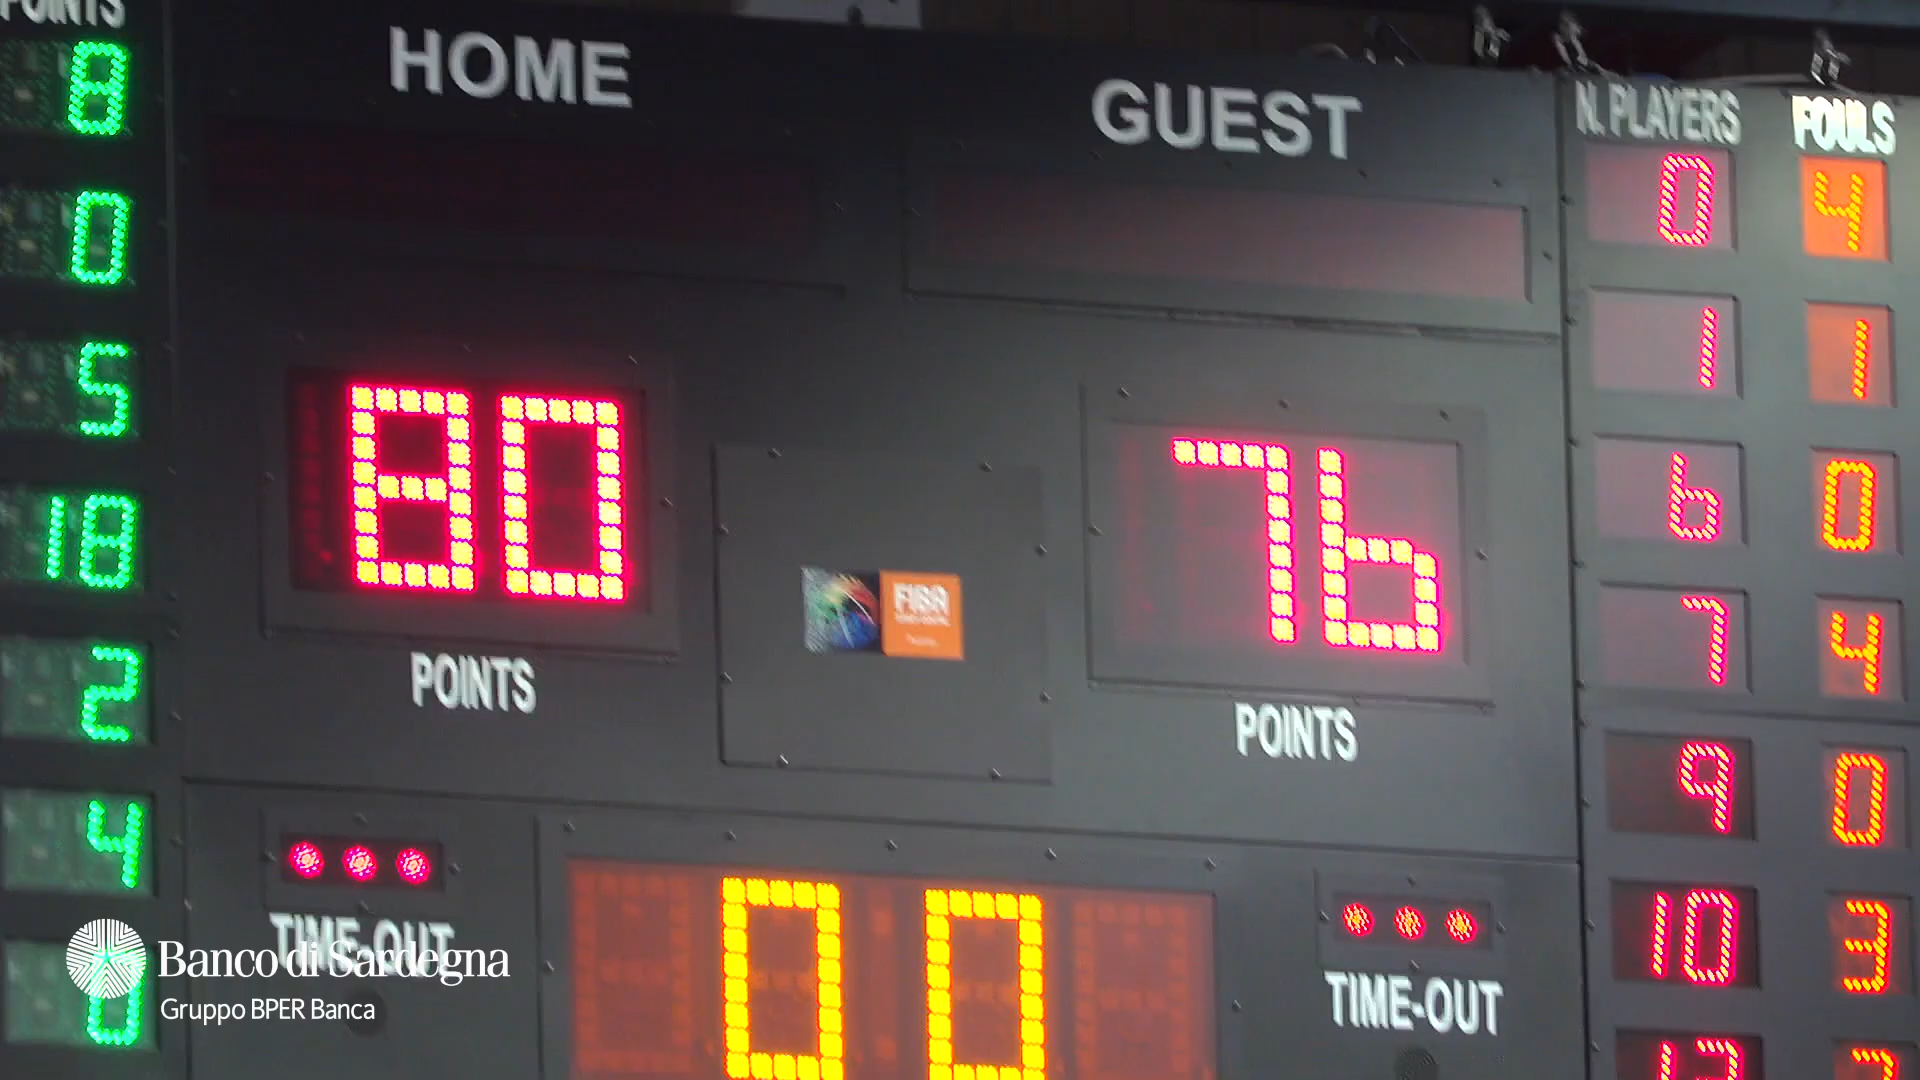 POINTS
HOME
GUEST
N. PLAYERS
FOULS
8
0
4
0
1
1
5
80
76
6
0
18
FIBA
7
4
POINTS
POINTS
2
9
0
4
10
3
TIME-OUT
0 0
TIME-OUT
Banco di Sardegna
Gruppo BPER Banca
0